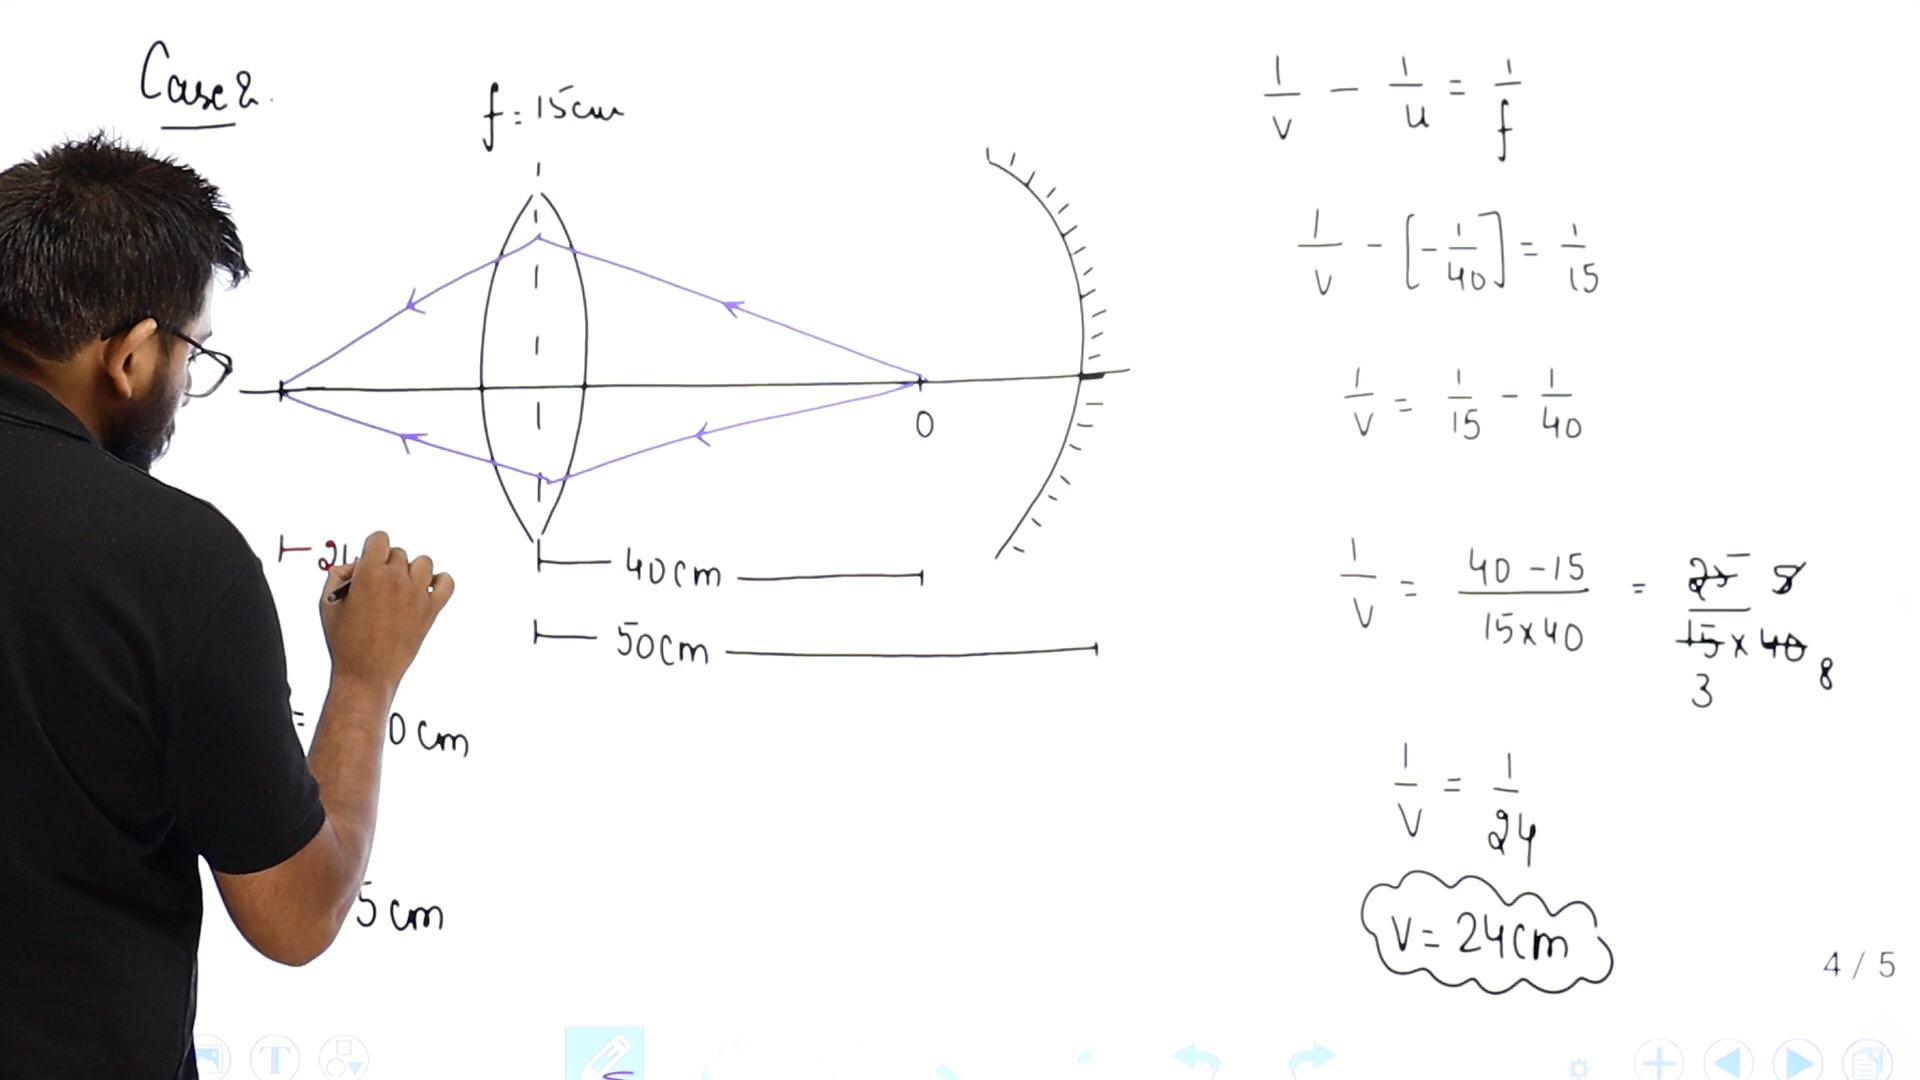 Case 2.
f = 15cm
O
⊢ 24
40cm
50cm
= 0 cm
5 cm
1/v - 1/u = 1/f
1/v - [-1/40] = 1/15
1/v = 1/15 - 1/40
1/v = (40 - 15)/(15×40) = 25 5/(15×40) 3 8
1/v = 1/24
v = 24cm
4 / 5
T